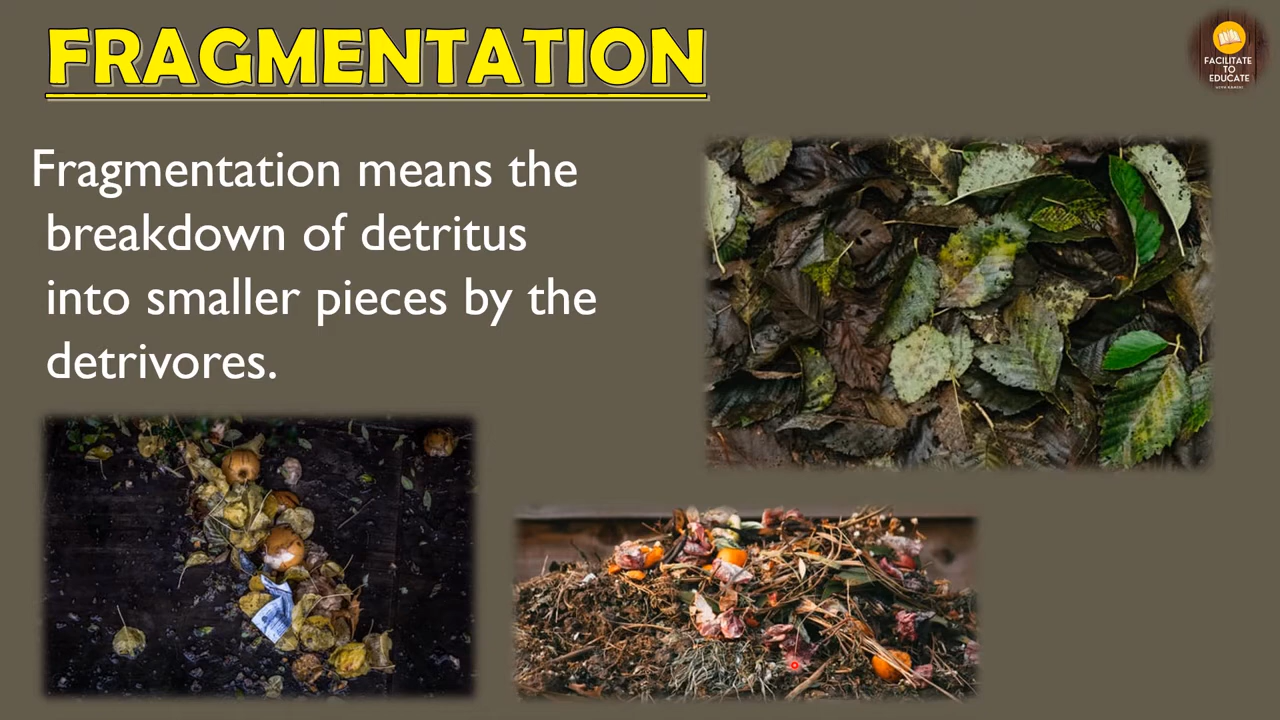 FRAGMENTATION
FACILITATE
TO
EDUCATE
Fragmentation means the
breakdown of detritus
into smaller pieces by the
detrivores.